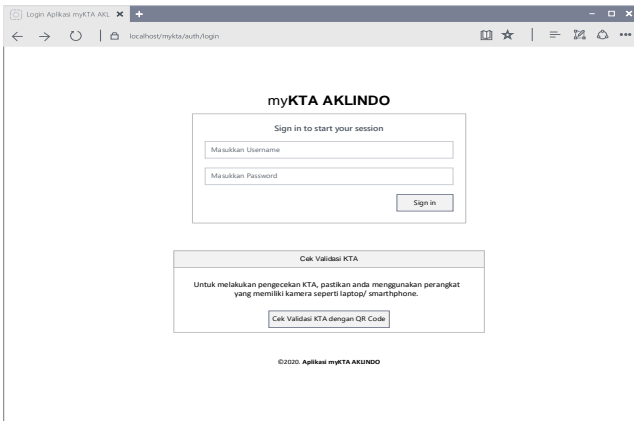 Login Aplikasi myKTA AKL
localhost/mykta/auth/login
myKTA AKLINDO
Sign in to start your session
Masukkan Username
Masukkan Password
Sign in
Cek Validasi KTA
Untuk melakukan pengecekan KTA, pastikan anda menggunakan perangkat
yang memiliki kamera seperti laptop/ smarthphone.
Cek Validasi KTA dengan QR Code
©2020. Aplikasi myKTA AKLINDO